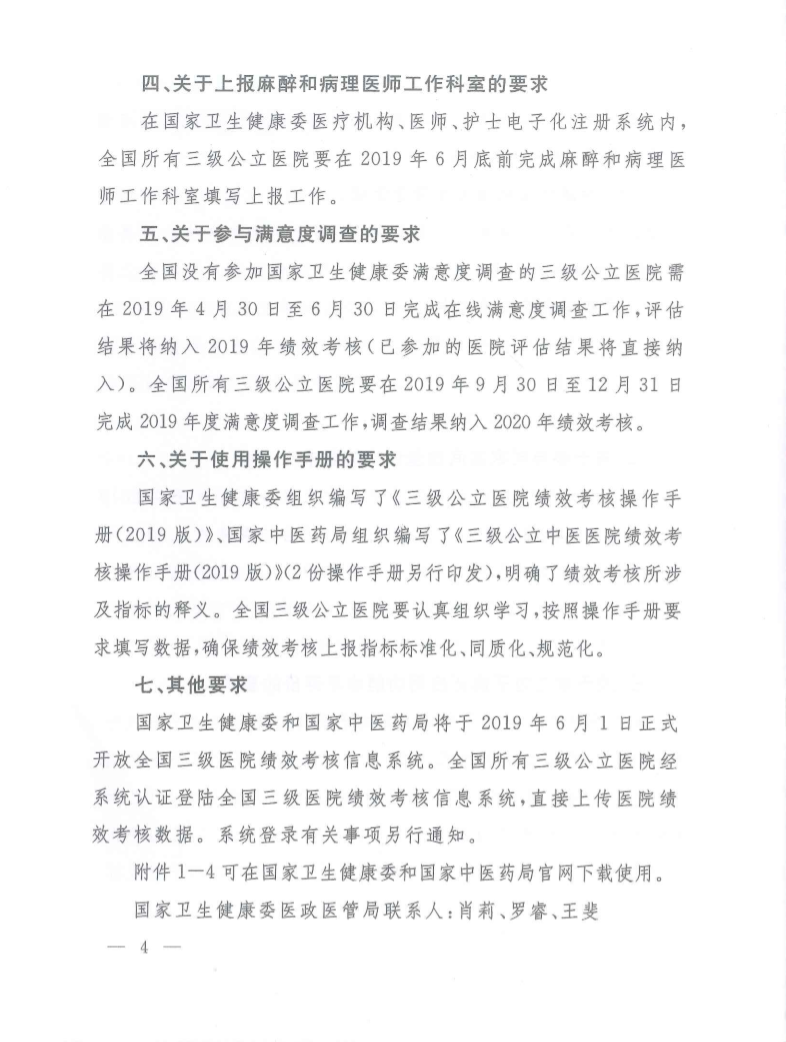 四、关于上报麻醉和病理医师工作科室的要求
在国家卫生健康委医疗机构、医师、护士电子化注册系统内，
全国所有三级公立医院要在 2019 年 6 月底前完成麻醉和病理医
师工作科室填写上报工作。
五、关于参与满意度调查的要求
全国没有参加国家卫生健康委满意度调查的三级公立医院需
在 2019 年 4 月 30 日至 6 月 30 日完成在线满意度调查工作,评估
结果将纳入 2019 年绩效考核(已参加的医院评估结果将直接纳
入)。全国所有三级公立医院要在 2019 年 9 月 30 日至 12 月 31 日
完成 2019 年度满意度调查工作,调查结果纳入 2020 年绩效考核。
六、关于使用操作手册的要求
国家卫生健康委组织编写了《三级公立医院绩效考核操作手
册(2019 版)》、国家中医药局组织编写了《三级公立中医医院绩效考
核操作手册(2019 版)》(2 份操作手册另行印发),明确了绩效考核所涉
及指标的释义。全国三级公立医院要认真组织学习,按照操作手册要
求填写数据,确保绩效考核上报指标标准化、同质化、规范化。
七、其他要求
国家卫生健康委和国家中医药局将于 2019 年 6 月 1 日正式
开放全国三级医院绩效考核信息系统。全国所有三级公立医院经
系统认证登陆全国三级医院绩效考核信息系统,直接上传医院绩
效考核数据。系统登录有关事项另行通知。
附件 1—4 可在国家卫生健康委和国家中医药局官网下载使用。
国家卫生健康委医政医管局联系人:肖莉、罗睿、王斐
— 4 —